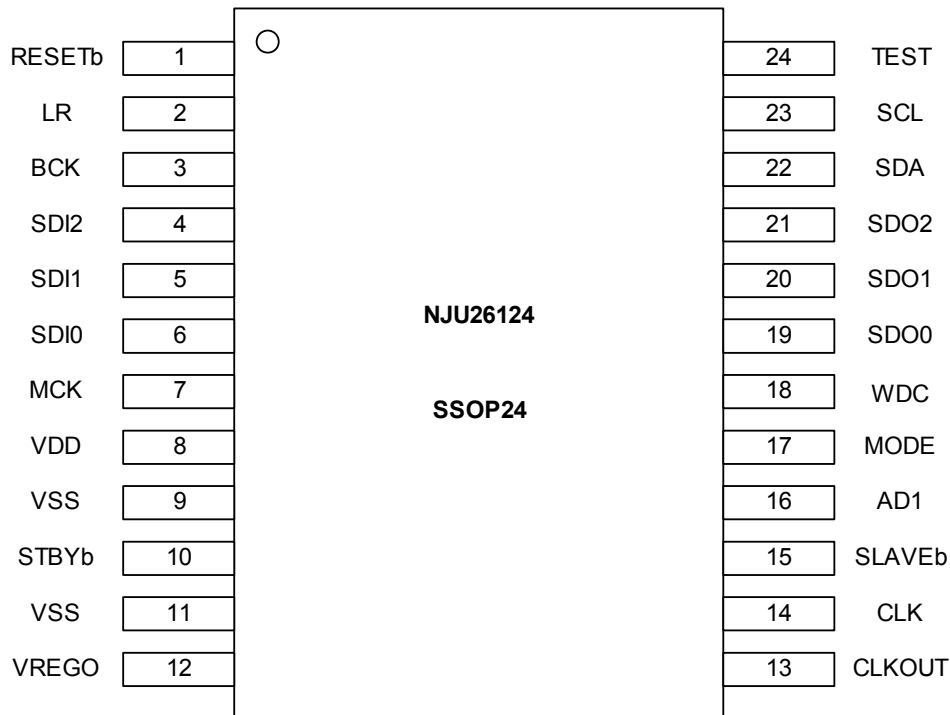 RESETb 1 24 TEST
LR 2 23 SCL
BCK 3 22 SDA
SDI2 4 21 SDO2
SDI1 5 20 SDO1
NJU26124
SDI0 6 19 SDO0
MCK 7 18 WDC
SSOP24
VDD 8 17 MODE
VSS 9 16 AD1
STBYb 10 15 SLAVEb
VSS 11 14 CLK
VREGO 12 13 CLKOUT